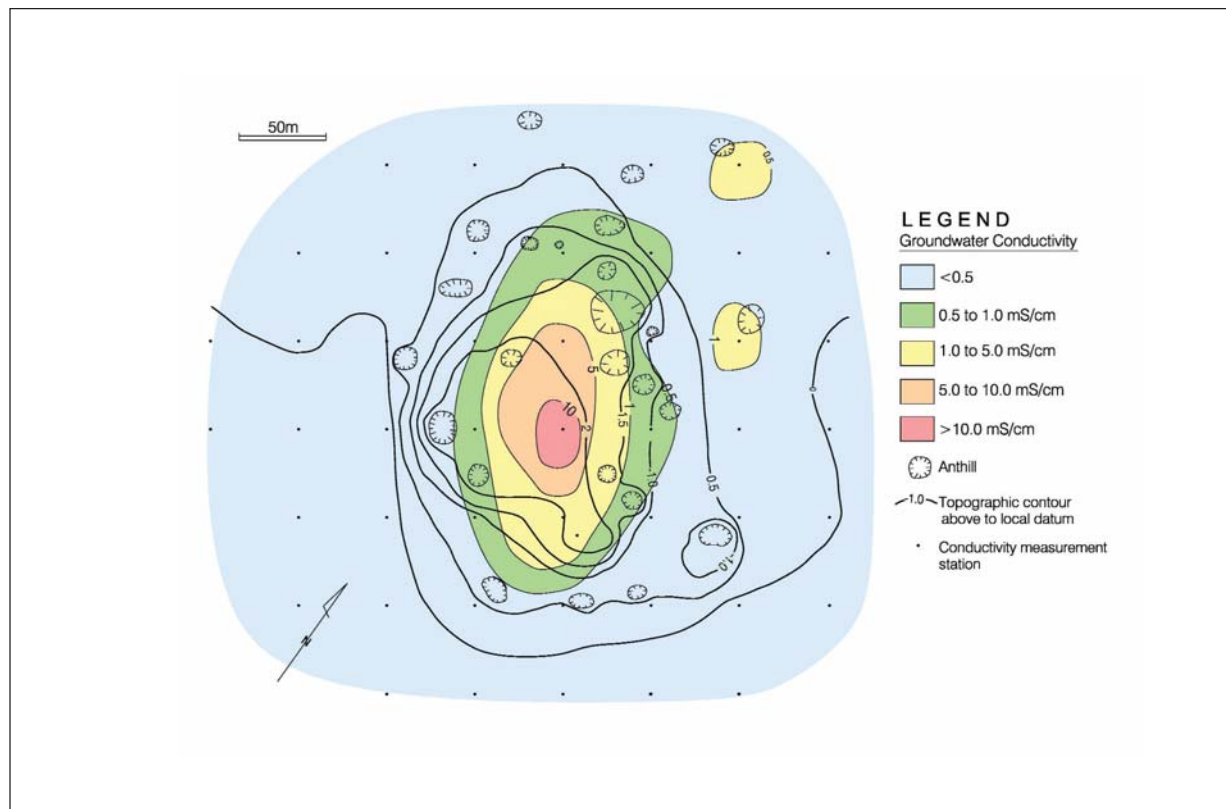 50m
0.5
1
5
10
2
1.5
1
0.5
1.0
0.5
0
1.0
N
LEGEND
Groundwater Conductivity
<0.5
0.5 to 1.0 mS/cm
1.0 to 5.0 mS/cm
5.0 to 10.0 mS/cm
>10.0 mS/cm
Anthill
1.0 Topographic contour
above to local datum
Conductivity measurement
station